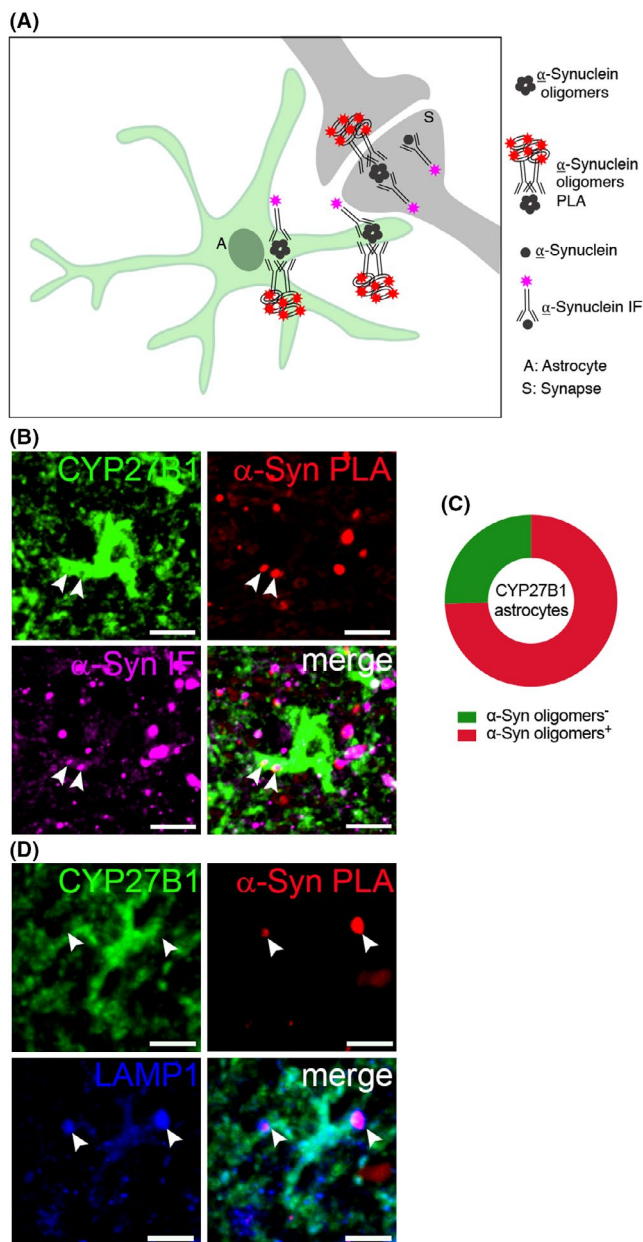 (A)
S
A
α-Synuclein
oligomers
α-Synuclein
oligomers
PLA
α-Synuclein
α-Synuclein IF
A: Astrocyte
S: Synapse
(B)
CYP27B1
α-Syn PLA
α-Syn IF
merge
(C)
CYP27B1
astrocytes
α-Syn oligomers⁻
α-Syn oligomers⁺
(D)
CYP27B1
α-Syn PLA
LAMP1
merge